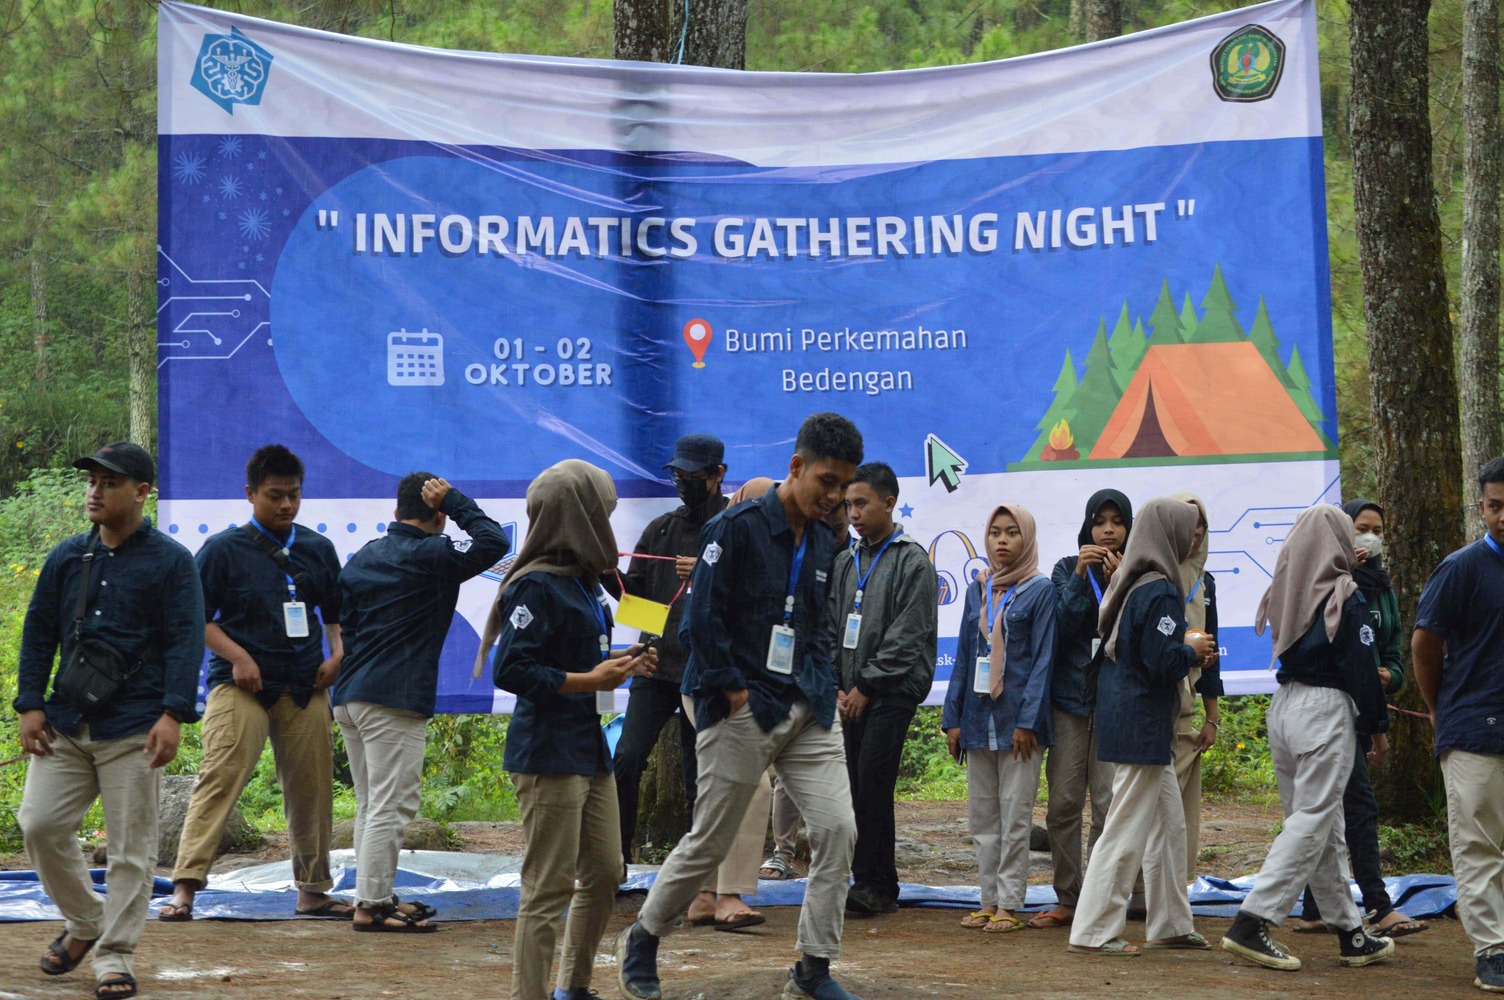 " INFORMATICS GATHERING NIGHT "
01 - 02
OKTOBER
Bumi Perkemahan
Bedengan